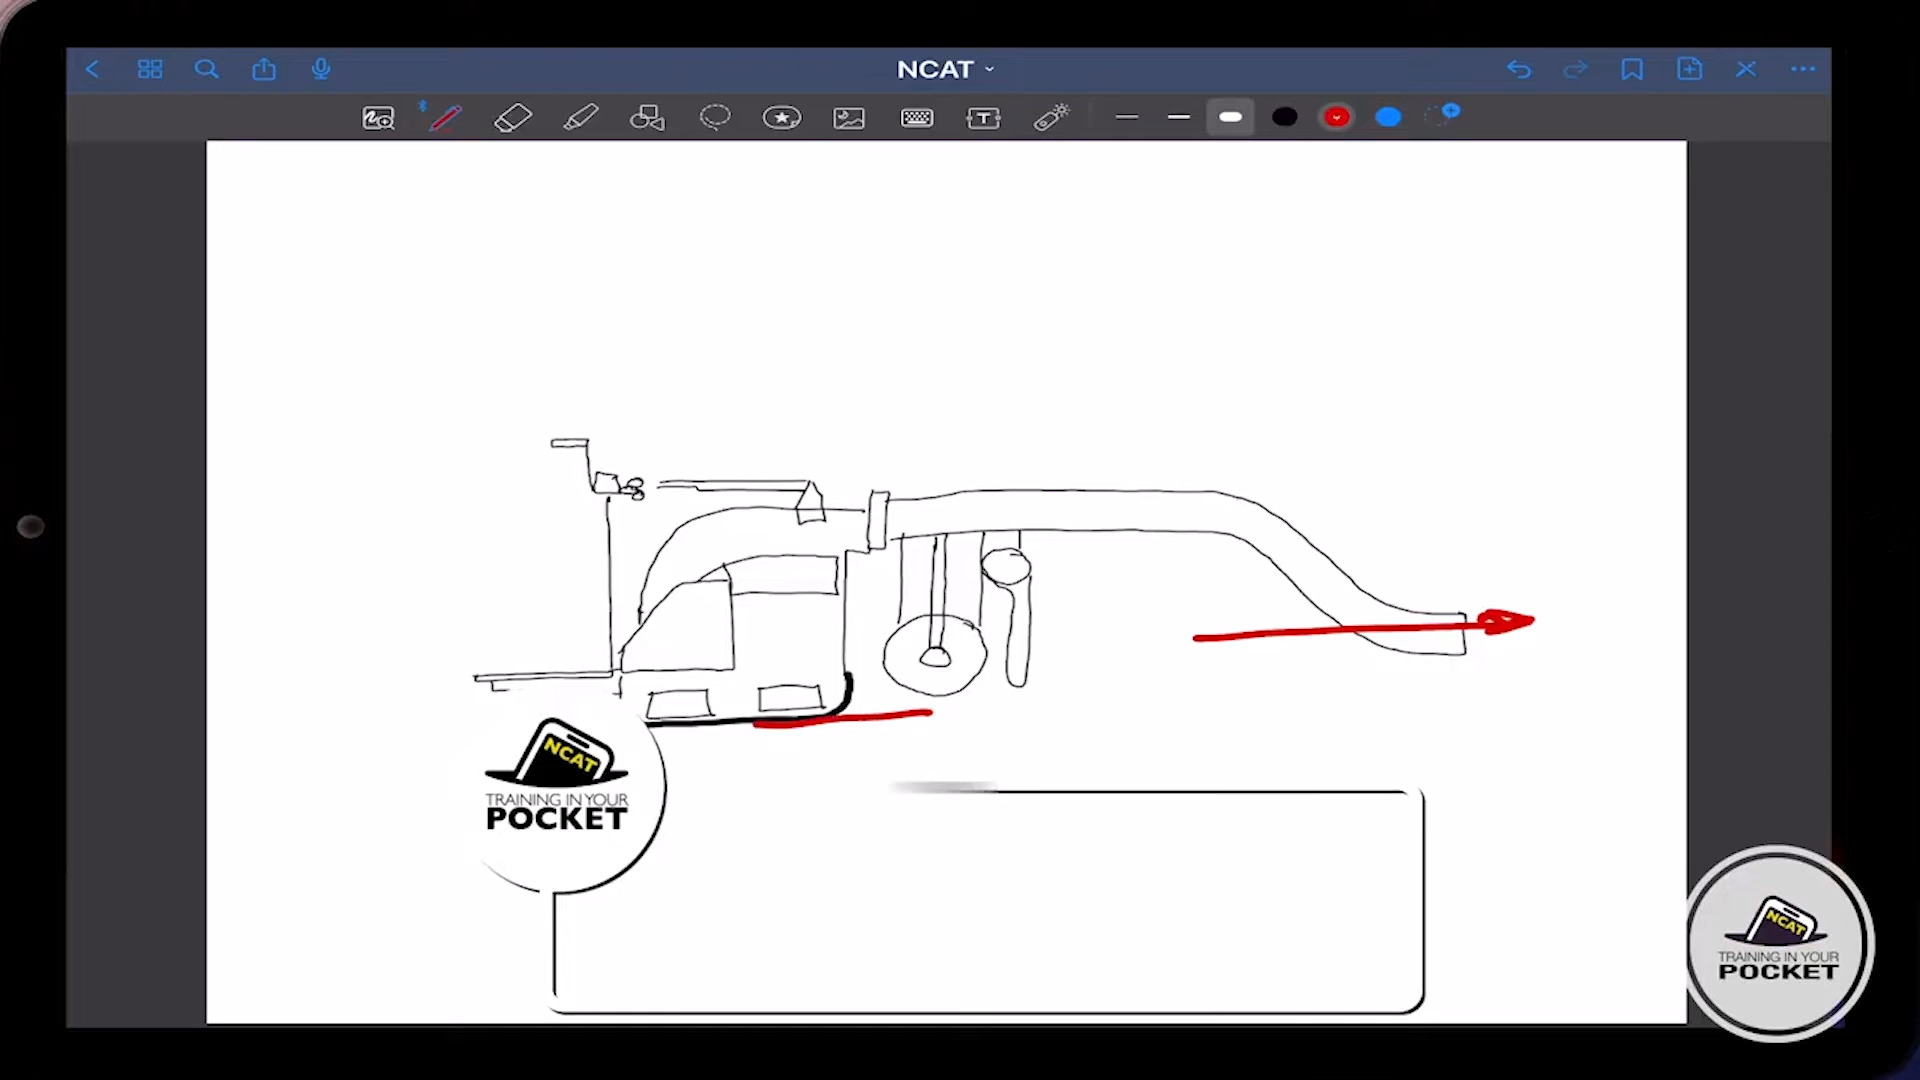 NCAT
T
NCAT
TRAINING IN YOUR
POCKET
NCAT
TRAINING IN YOUR
POCKET